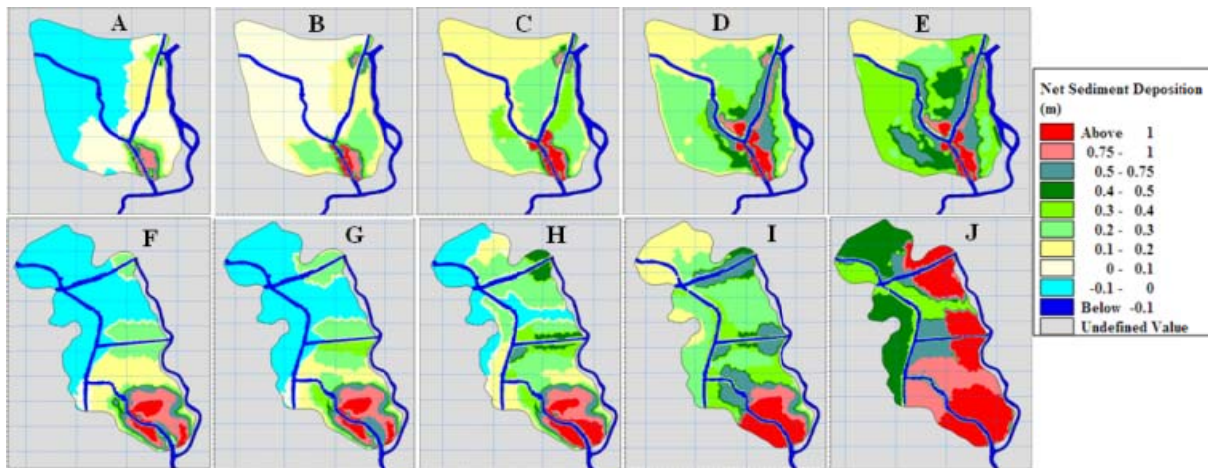 A B C D E
F G H I J
Net Sediment Deposition
(m)
Above 1
0.75 - 1
0.5 - 0.75
0.4 - 0.5
0.3 - 0.4
0.2 - 0.3
0.1 - 0.2
0 - 0.1
-0.1 - 0
Below -0.1
Undefined Value